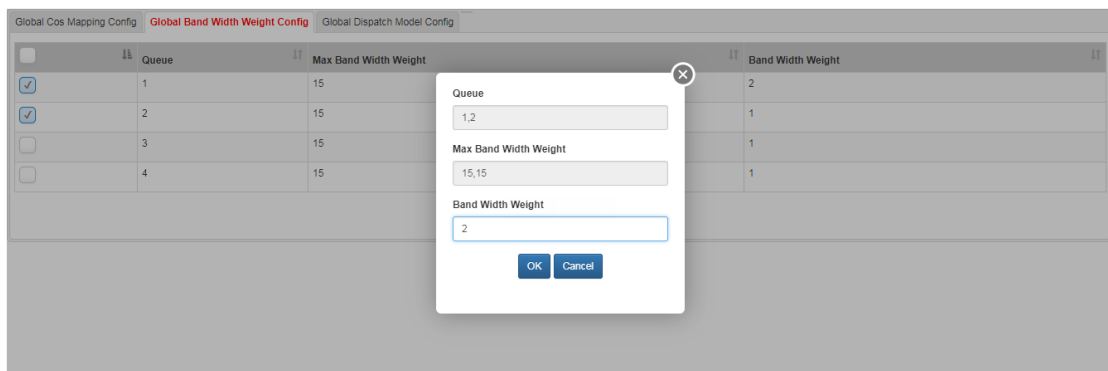 Global Cos Mapping Config Global Band Width Weight Config Global Dispatch Model Config
Queue Max Band Width Weight Band Width Weight
1 15 2
2 15 1
3 15 1
4 15 1
Queue
1,2
Max Band Width Weight
15,15
Band Width Weight
2
OK Cancel